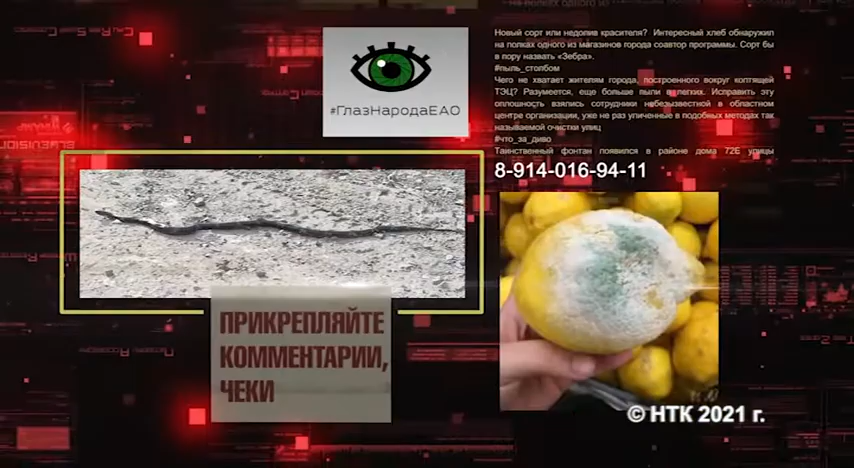 #ГлазНародаЕАО
Новый сорт или недолив красителя? Интересный хлеб обнаружил
на полках одного из магазинов города соавтор программы. Сорт бы
в пору назвать «Зебра».
#пыль_столбом
Чего не хватает жителям города, построенного вокруг коптящей
ТЭЦ? Разумеется, еще больше пыли в легких. Исправить эту
оплошность взялись сотрудники небезызвестной в областном
центре организации, уже не раз уличенные в подобных методах так
называемой очистки улиц
#что_за_диво
Таинственный фонтан появился в районе дома 72Е улицы
8-914-016-94-11
ПРИКРЕПЛЯЙТЕ
КОММЕНТАРИИ,
ЧЕКИ
© НТК 2021 г.